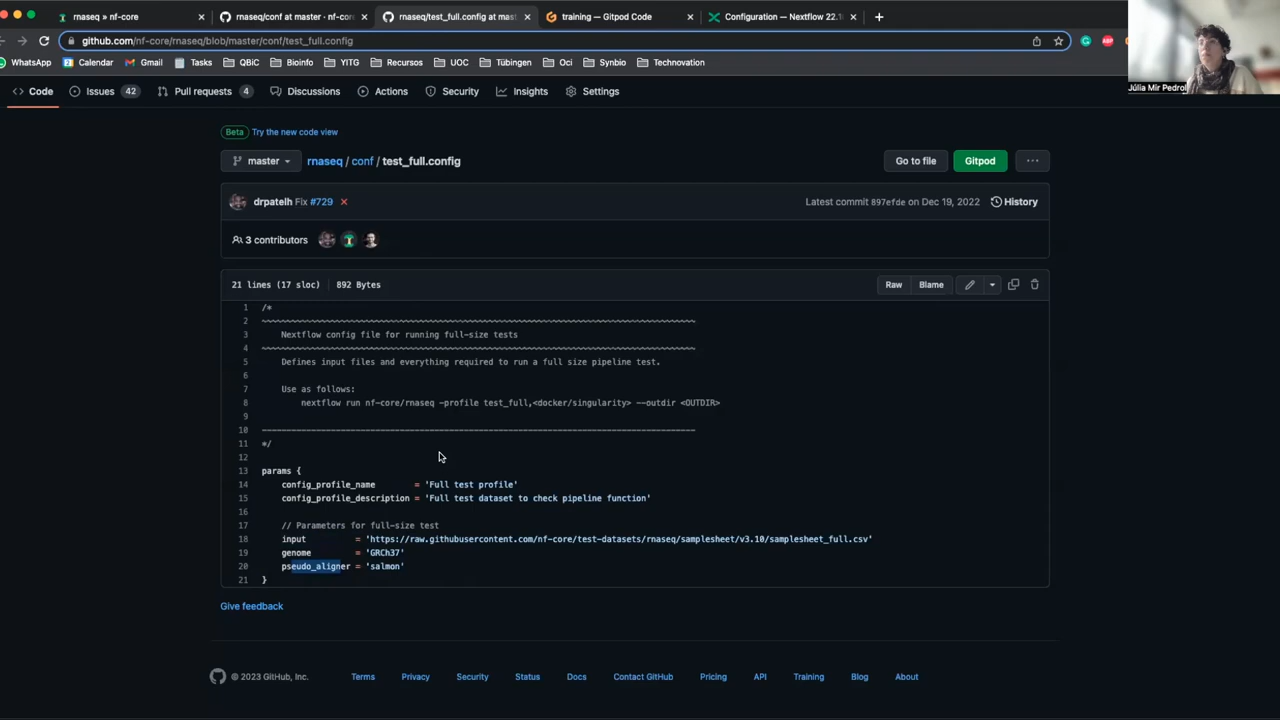 rnaseq » nf-core
rnaseq/conf at master · nf-cor
rnaseq/test_full.config at mas
training — Gitpod Code
Configuration — Nextflow 22.1
github.com/nf-core/rnaseq/blob/master/conf/test_full.config
WhatsApp Calendar Gmail Tasks QBiC Bioinfo YITG Recursos UOC Tübingen Oci Synbio Technovation
ABP
Júlia Mir Pedrol
Code Issues 42 Pull requests 4 Discussions Actions Security Insights Settings
Beta Try the new code view
master rnaseq / conf / test_full.config Go to file Gitpod ...
drpatelh Fix #729 Latest commit 897efde on Dec 19, 2022 History
3 contributors
21 lines (17 sloc) 892 Bytes Raw Blame
1 /*
2 ~~~~~~~~~~~~~~~~~~~~~~~~~~~~~~~~~~~~~~~~~~~~~~~~~~~~~~~~~~~~~~~~~~~~~~~~~~~~~~~~~~~~~~~~
3 Nextflow config file for running full-size tests
4 ~~~~~~~~~~~~~~~~~~~~~~~~~~~~~~~~~~~~~~~~~~~~~~~~~~~~~~~~~~~~~~~~~~~~~~~~~~~~~~~~~~~~~~~~
5 Defines input files and everything required to run a full size pipeline test.
6
7 Use as follows:
8 nextflow run nf-core/rnaseq -profile test_full,<docker/singularity> --outdir <OUTDIR>
9
10 ----------------------------------------------------------------------------------------
11 */
12
13 params {
14 config_profile_name = 'Full test profile'
15 config_profile_description = 'Full test dataset to check pipeline function'
16
17 // Parameters for full-size test
18 input = 'https://raw.githubusercontent.com/nf-core/test-datasets/rnaseq/samplesheet/v3.10/samplesheet_full.csv'
19 genome = 'GRCh37'
20 pseudo_aligner = 'salmon'
21 }
Give feedback
© 2023 GitHub, Inc. Terms Privacy Security Status Docs Contact GitHub Pricing API Training Blog About